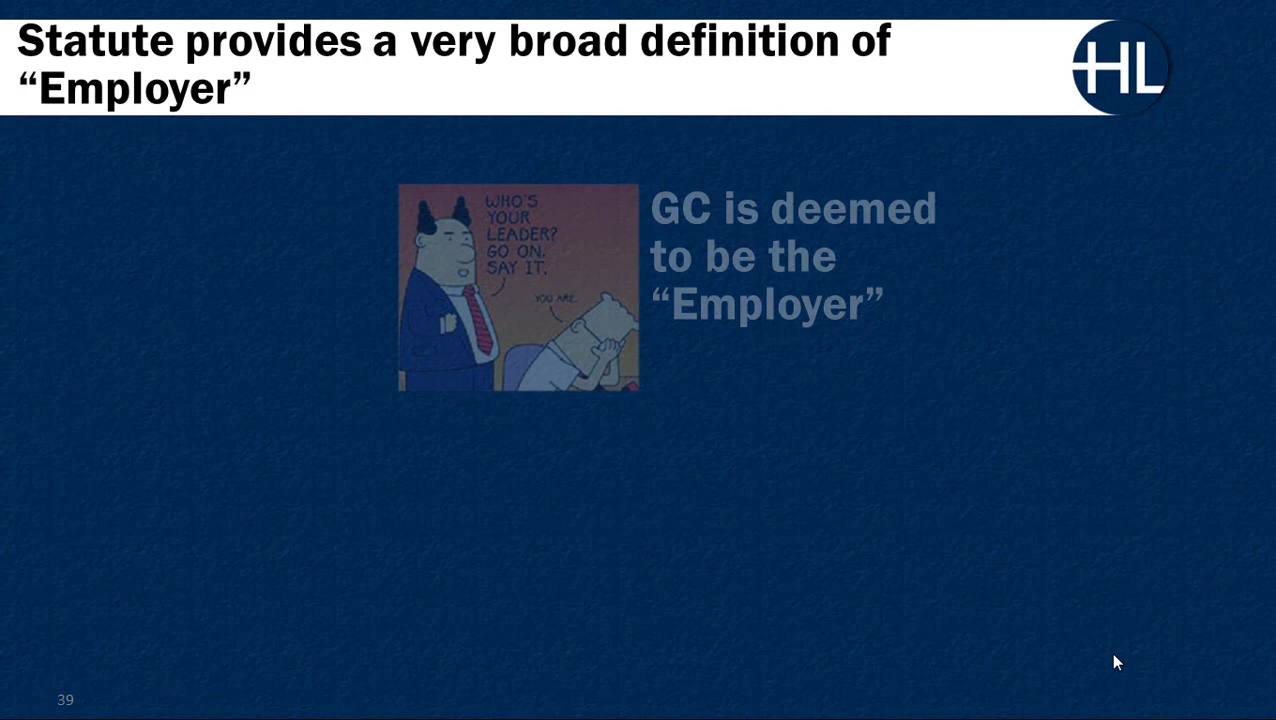 Statute provides a very broad definition of
“Employer”
HL
WHO'S
YOUR
LEADER?
GO ON.
SAY IT.
YOU ARE.
GC is deemed
to be the
“Employer”
39